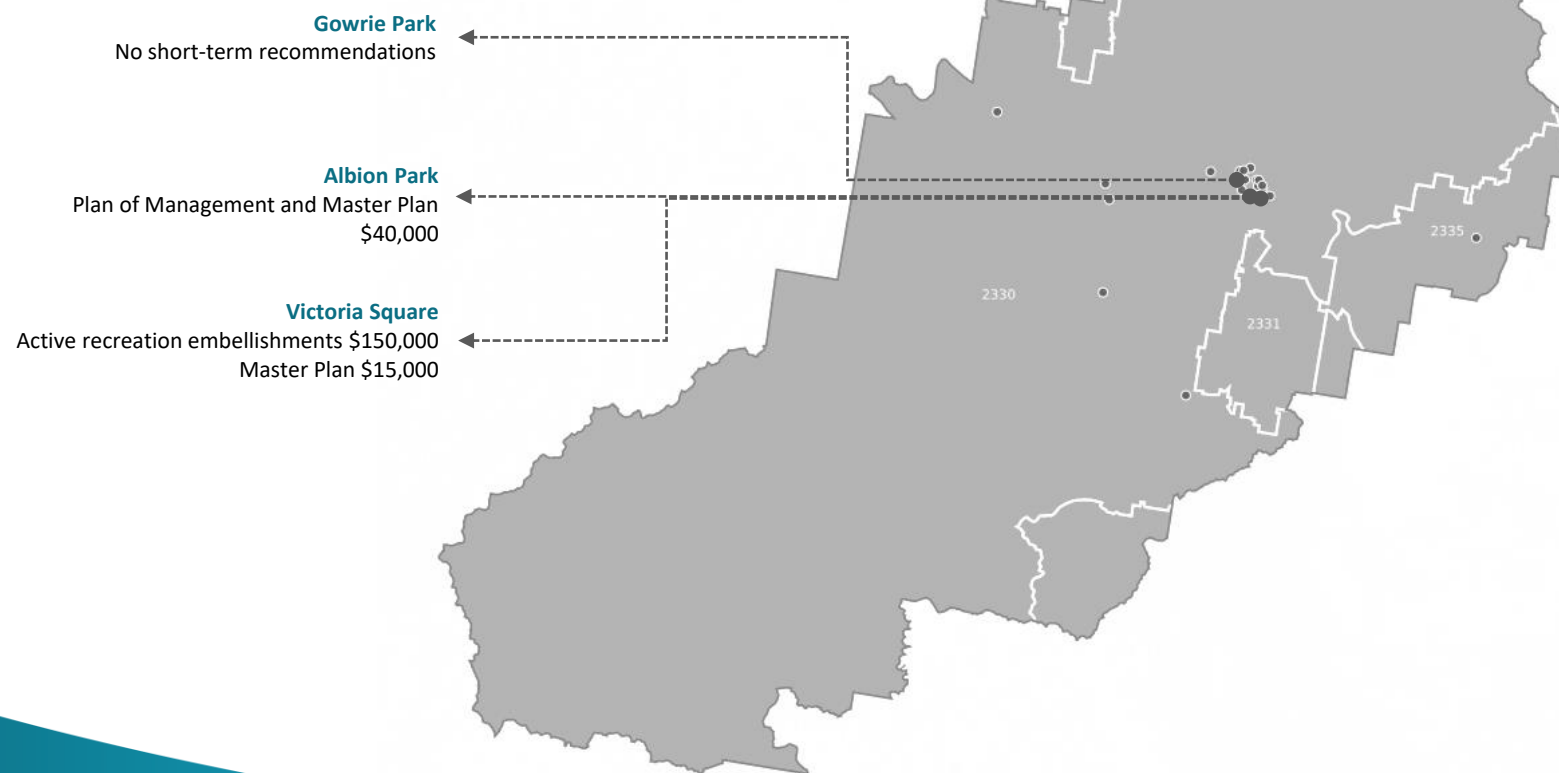 Gowrie Park
No short-term recommendations
Albion Park
Plan of Management and Master Plan
$40,000
Victoria Square
Active recreation embellishments $150,000
Master Plan $15,000
2335
2330
2331